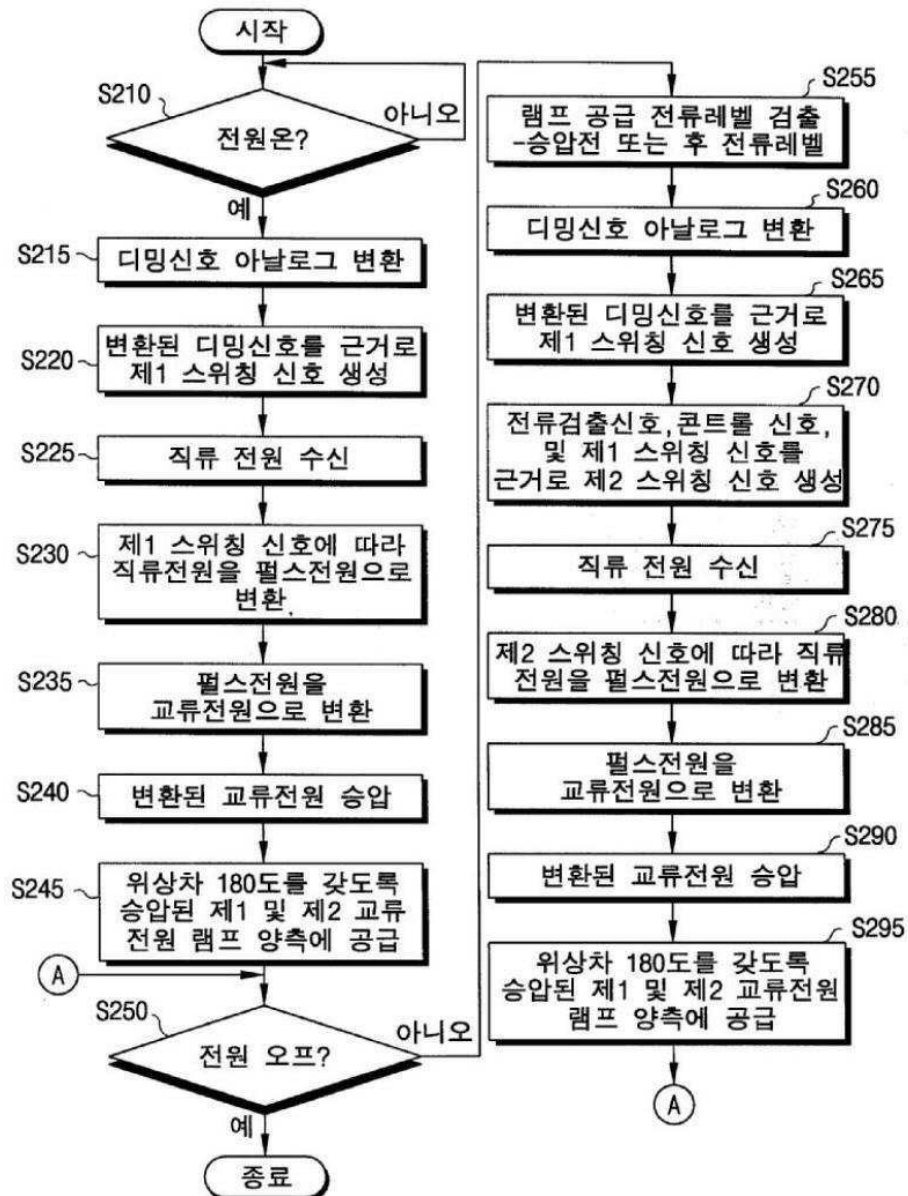 시작
S210
전원온?
아니오
예
S215
디밍신호 아날로그 변환
S220
변환된 디밍신호를 근거로
제1 스위칭 신호 생성
S225
직류 전원 수신
S230
제1 스위칭 신호에 따라
직류전원을 펄스전원으로
변환
S235
펄스전원을
교류전원으로 변환
S240
변환된 교류전원 승압
S245
위상차 180도를 갖도록
승압된 제1 및 제2 교류
전원 램프 양측에 공급
A
S250
전원 오프?
아니오
예
종료
S255
램프 공급 전류레벨 검출
-승압전 또는 후 전류레벨
S260
디밍신호 아날로그 변환
S265
변환된 디밍신호를 근거로
제1 스위칭 신호 생성
S270
전류검출신호,콘트롤 신호,
및 제1 스위칭 신호를
근거로 제2 스위칭 신호 생성
S275
직류 전원 수신
S280
제2 스위칭 신호에 따라 직류
전원을 펄스전원으로 변환
S285
펄스전원을
교류전원으로 변환
S290
변환된 교류전원 승압
S295
위상차 180도를 갖도록
승압된 제1 및 제2 교류전원
램프 양측에 공급
A